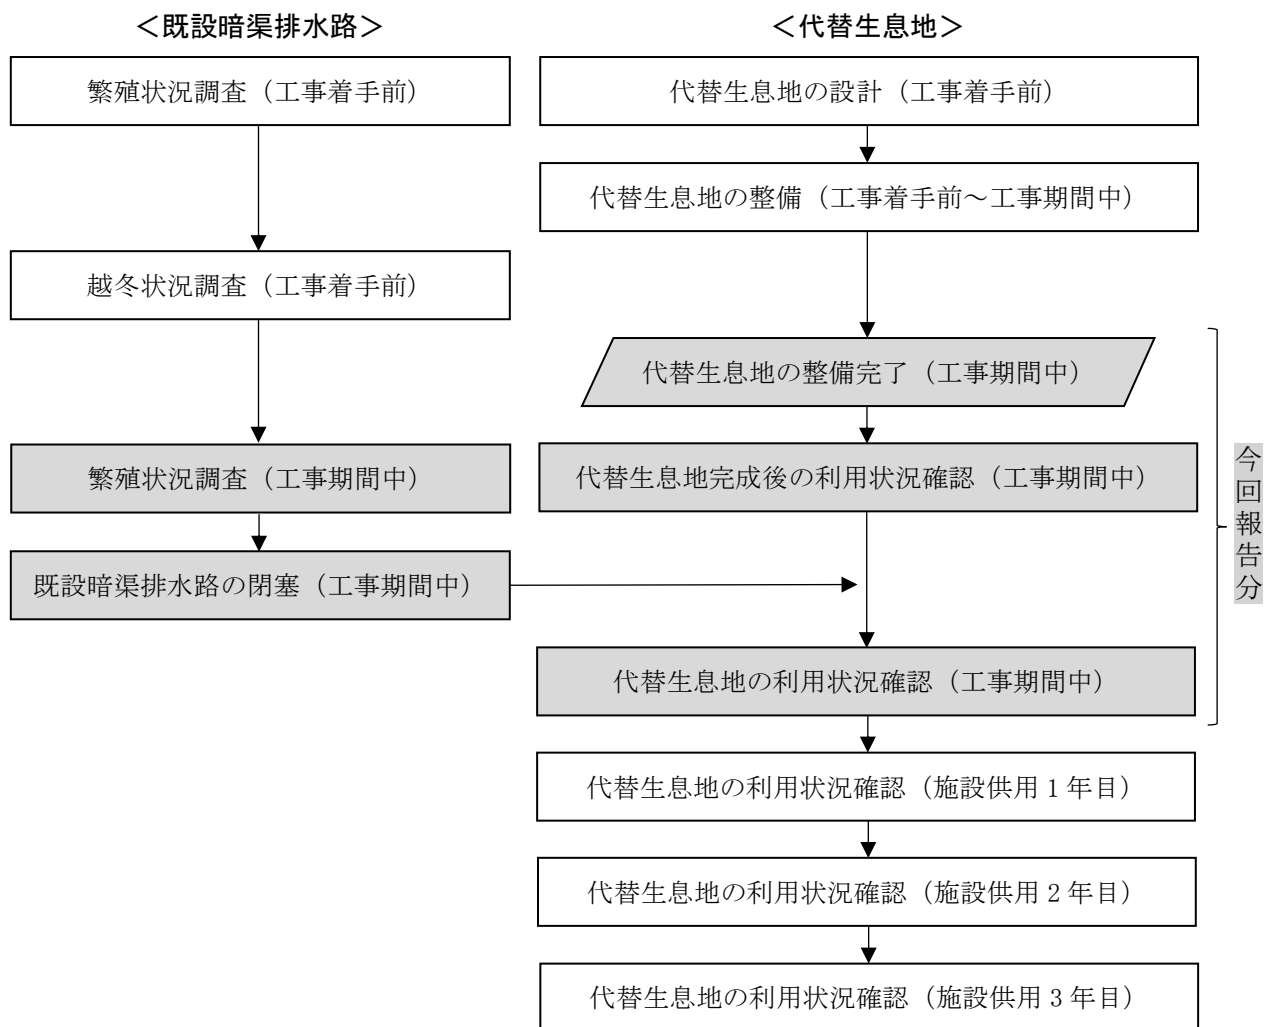 ＜既設暗渠排水路＞
繁殖状況調査（工事着手前）
越冬状況調査（工事着手前）
繁殖状況調査（工事期間中）
既設暗渠排水路の閉塞（工事期間中）
＜代替生息地＞
代替生息地の設計（工事着手前）
代替生息地の整備（工事着手前～工事期間中）
代替生息地の整備完了（工事期間中）
代替生息地完成後の利用状況確認（工事期間中）
代替生息地の利用状況確認（工事期間中）
代替生息地の利用状況確認（施設供用 1 年目）
代替生息地の利用状況確認（施設供用 2 年目）
代替生息地の利用状況確認（施設供用 3 年目）
今回報告分